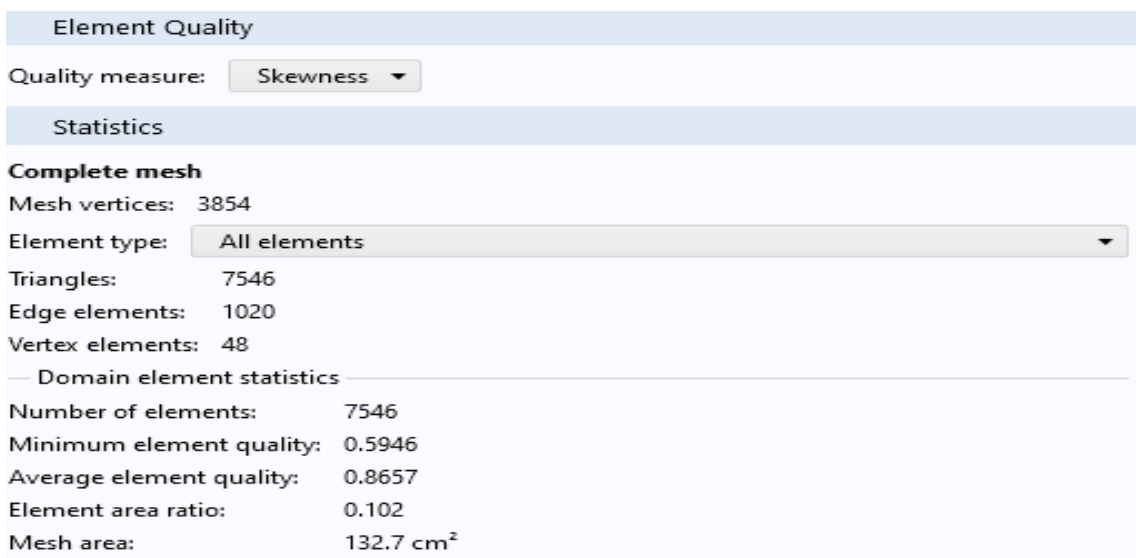 Element Quality
Quality measure: Skewness
Statistics
Complete mesh
Mesh vertices: 3854
Element type: All elements
Triangles: 7546
Edge elements: 1020
Vertex elements: 48
Domain element statistics
Number of elements: 7546
Minimum element quality: 0.5946
Average element quality: 0.8657
Element area ratio: 0.102
Mesh area: 132.7 cm²